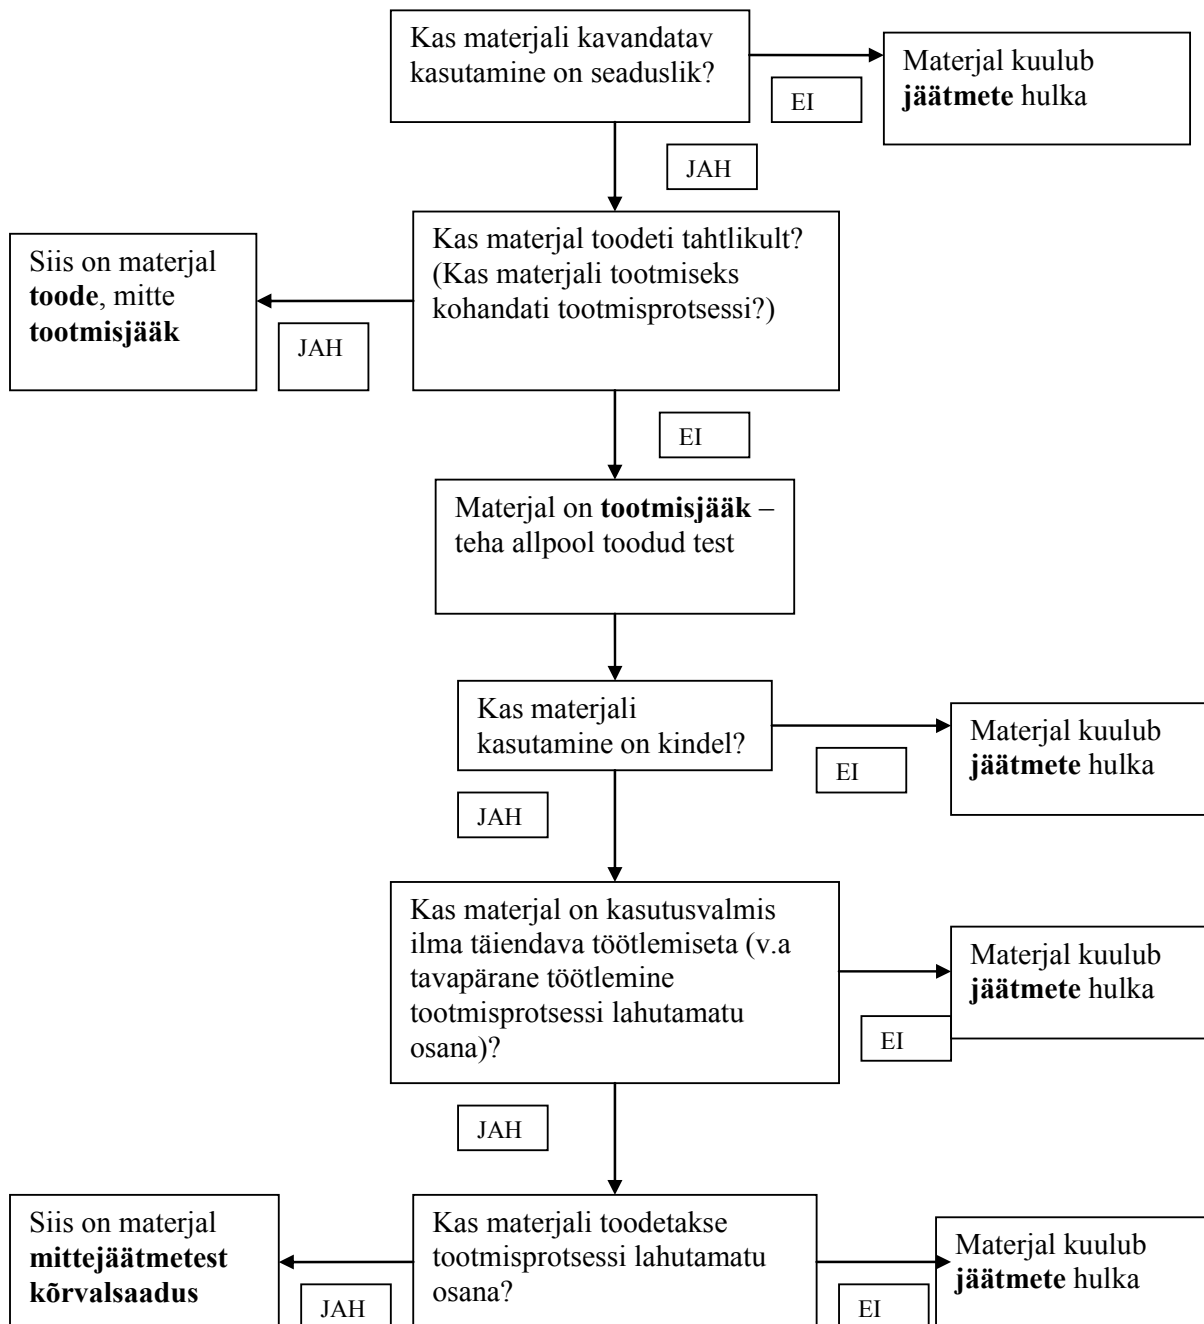 Kas materjali kavandatav
kasutamine on seaduslik?
EI
Materjal kuulub
jäätmete hulka
JAH
Kas materjal toodeti tahtlikult?
(Kas materjali tootmiseks
kohandati tootmisprotsessi?)
JAH
Siis on materjal
toode, mitte
tootmisjääk
EI
Materjal on tootmisjääk –
teha allpool toodud test
Kas materjali
kasutamine on kindel?
EI
Materjal kuulub
jäätmete hulka
JAH
Kas materjal on kasutusvalmis
ilma täiendava töötlemiseta (v.a
tavapärane töötlemine
tootmisprotsessi lahutamatu
osana)?
EI
Materjal kuulub
jäätmete hulka
JAH
Kas materjali toodetakse
tootmisprotsessi lahutamatu
osana?
JAH
Siis on materjal
mittejäätmetest
kõrvalsaadus
EI
Materjal kuulub
jäätmete hulka